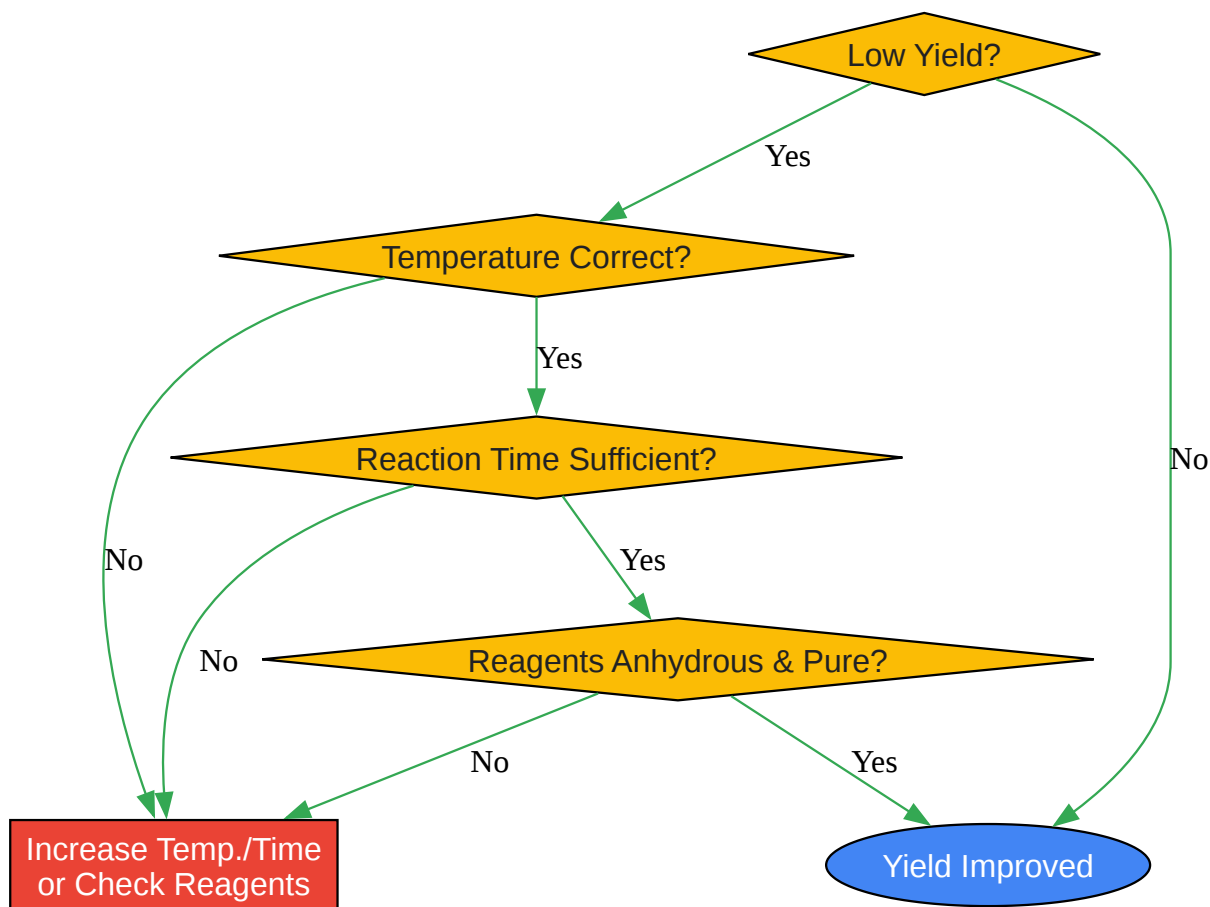 Low Yield?
Yes
Temperature Correct?
Yes
Reaction Time Sufficient?
No
No
Yes
No
Reagents Anhydrous & Pure?
No
Yes
Increase Temp./Time
or Check Reagents
Yield Improved